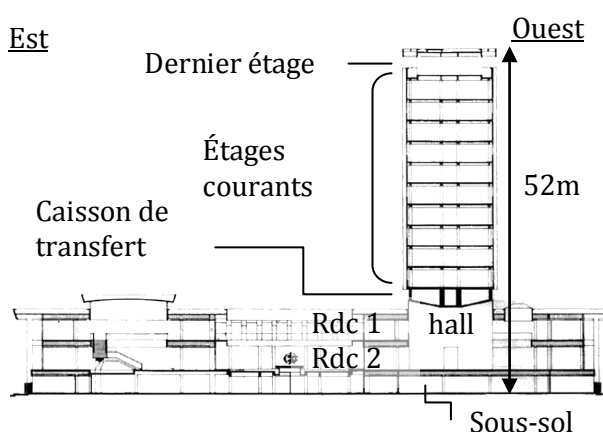 Est
Ouest
Dernier étage
Étages
courants
52m
Caisson de
transfert
Rdc 1
hall
Rdc 2
Sous-sol